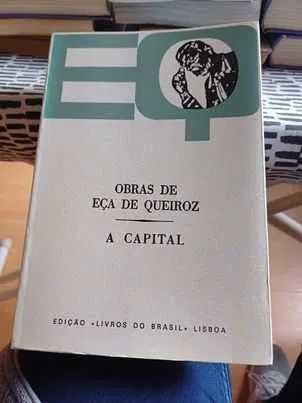 EQ
OBRAS DE
EÇA DE QUEIROZ
A CAPITAL
EDIÇÃO «LIVROS DO BRASIL» LISBOA